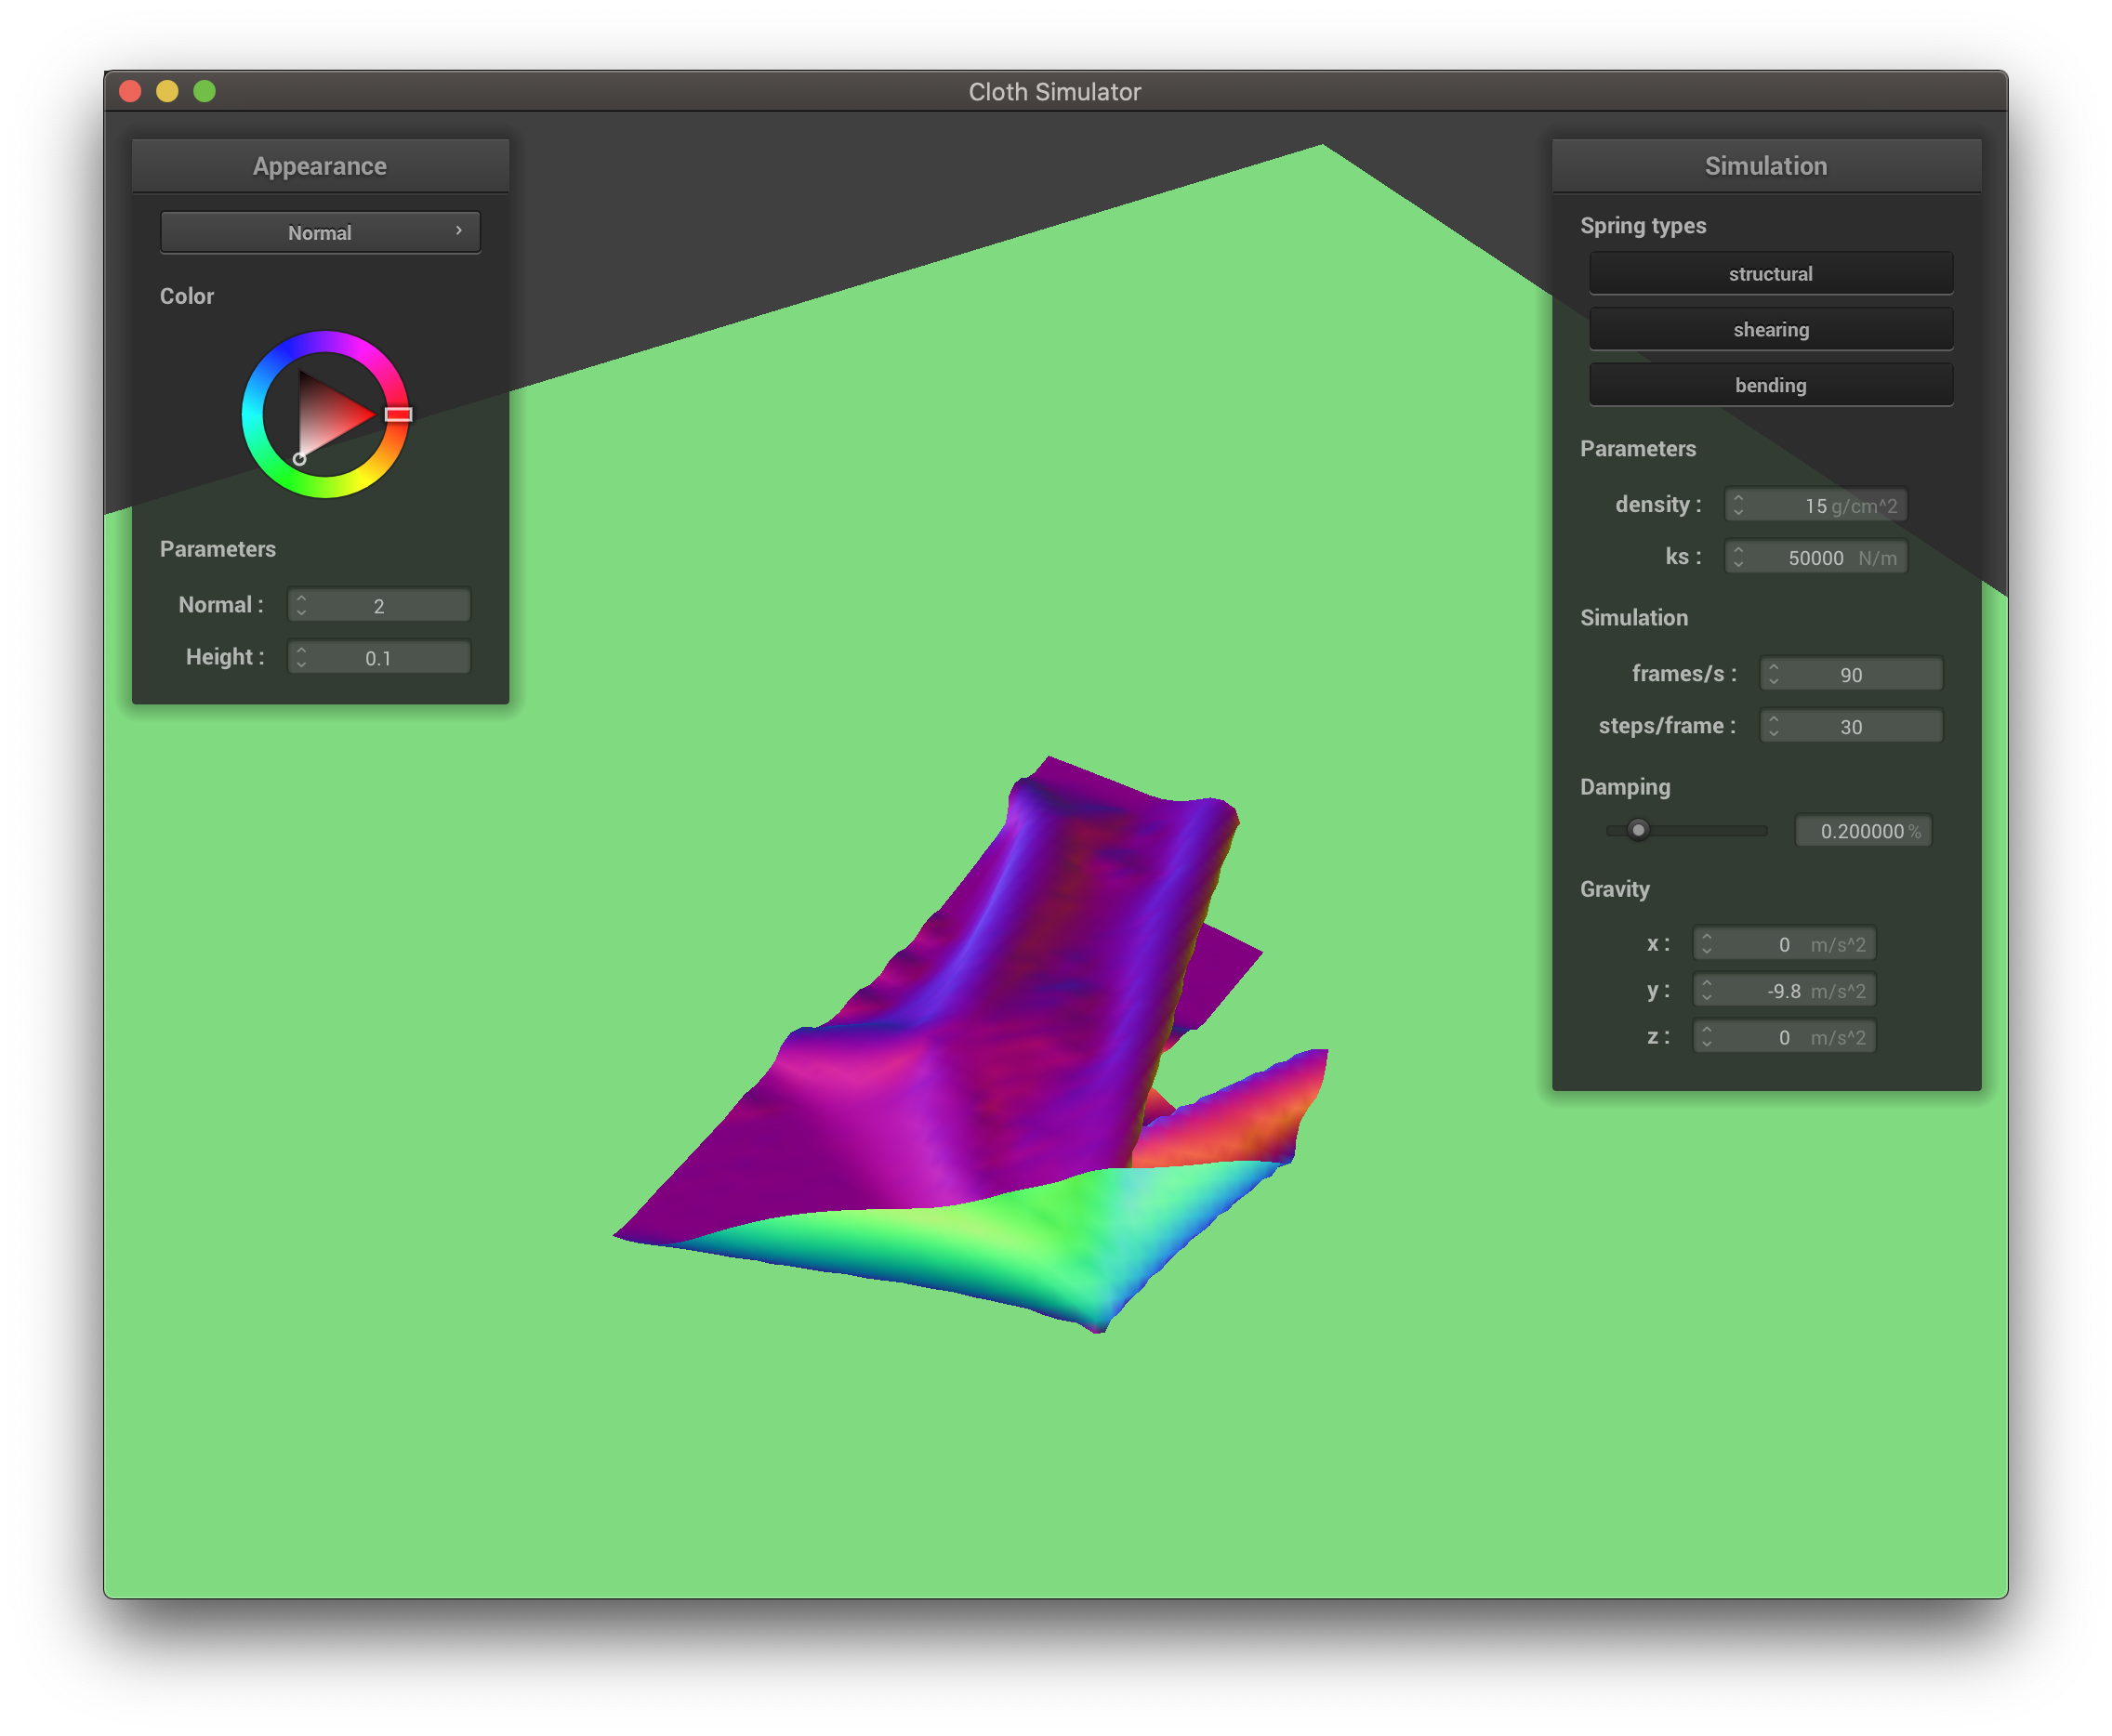 Cloth Simulator
Appearance
Normal
Color
Parameters
Normal :
2
Height :
0.1
Simulation
Spring types
structural
shearing
bending
Parameters
density :
15 g/cm^2
ks :
50000 N/m
Simulation
frames/s :
90
steps/frame :
30
Damping
0.200000 %
Gravity
x :
0 m/s^2
y :
-9.8 m/s^2
z :
0 m/s^2